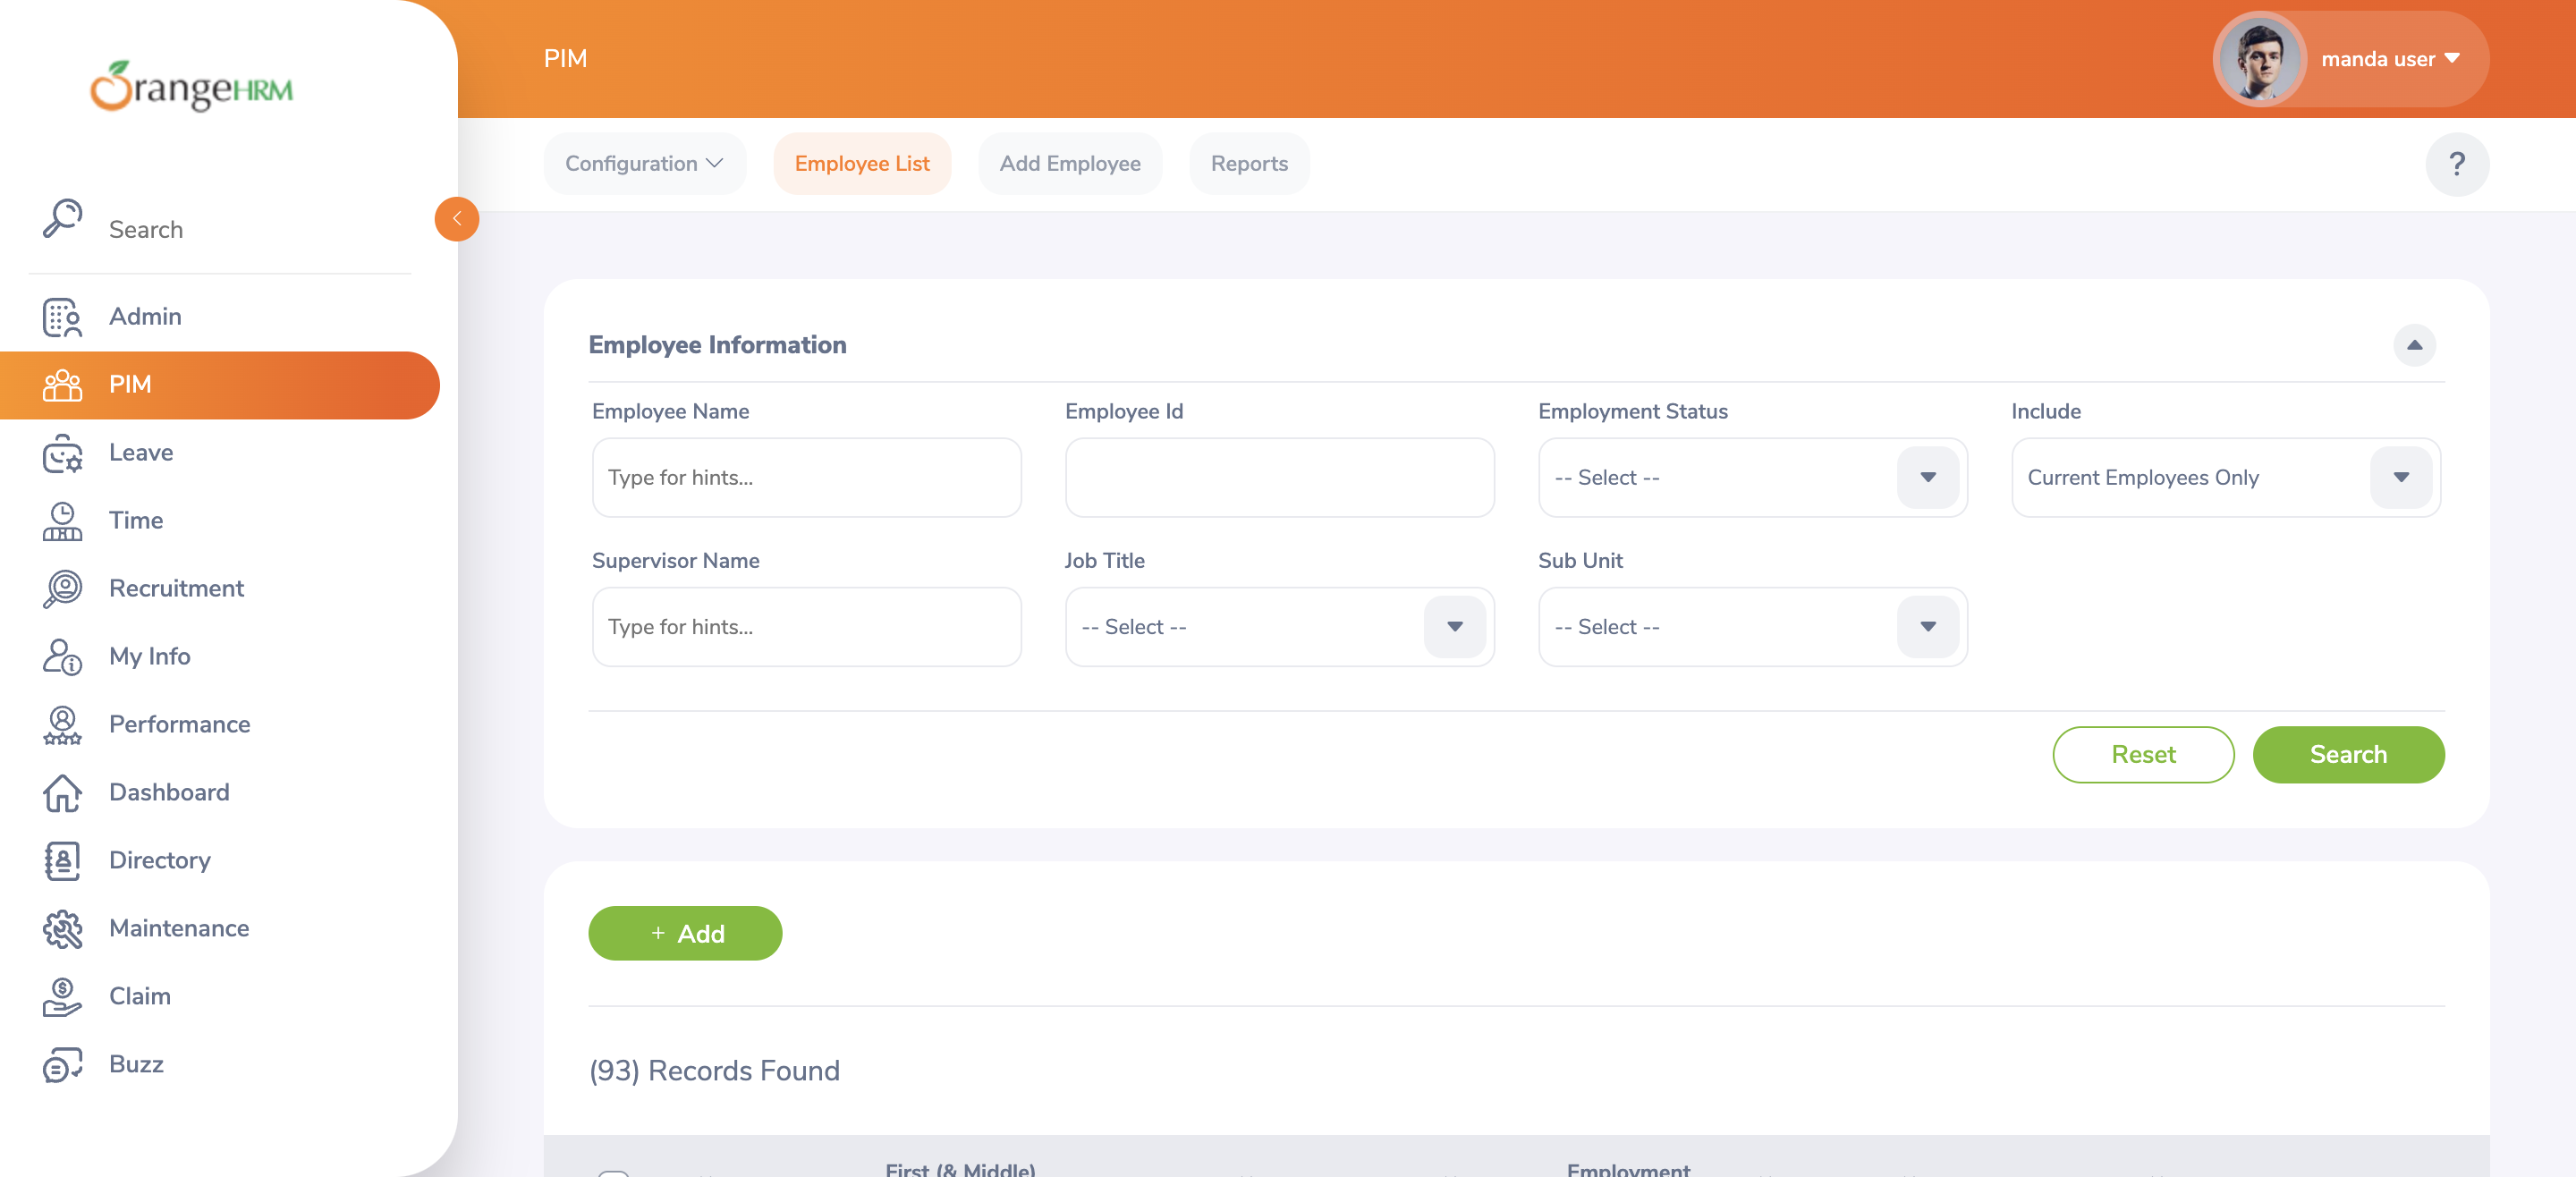 OrangeHRM
PIM
manda user
Configuration
Employee List
Add Employee
Reports
?
Search
Admin
PIM
Leave
Time
Recruitment
My Info
Performance
Dashboard
Directory
Maintenance
Claim
Buzz
Employee Information
Employee Name
Employee Id
Employment Status
Include
Type for hints...
-- Select --
Current Employees Only
Supervisor Name
Job Title
Sub Unit
Type for hints...
-- Select --
-- Select --
Reset
Search
+ Add
(93) Records Found
First (& Middle)
Employment